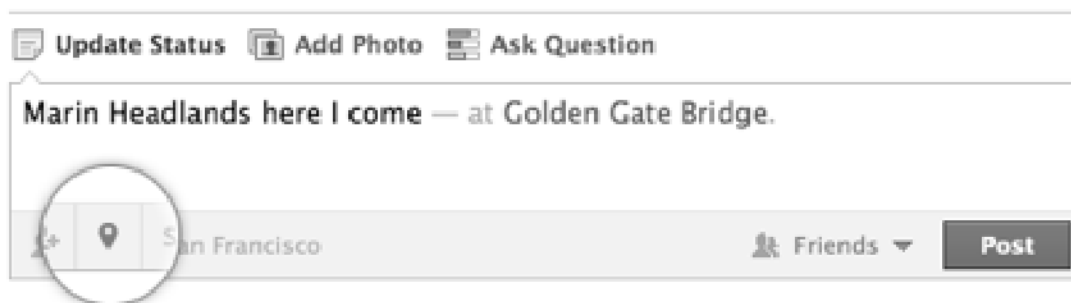 Update Status Add Photo Ask Question
Marin Headlands here I come — at Golden Gate Bridge.
San Francisco Friends Post